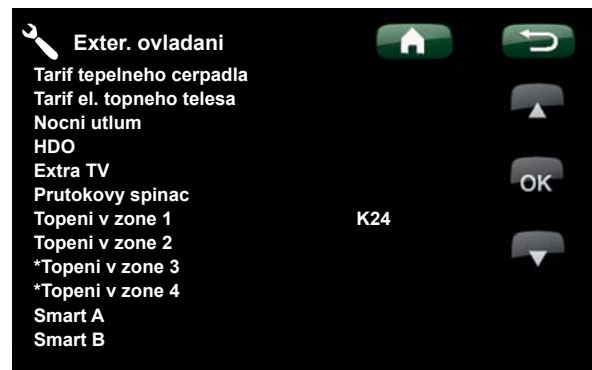 Exter. ovladani
Tarif tepelneho cerpadla
Tarif el. topneho telesa
Nocni utlum
HDO
Extra TV
OK
Prutokovy spinac
Topeni v zone 1 K24
Topeni v zone 2
*Topeni v zone 3
*Topeni v zone 4
Smart A
Smart B